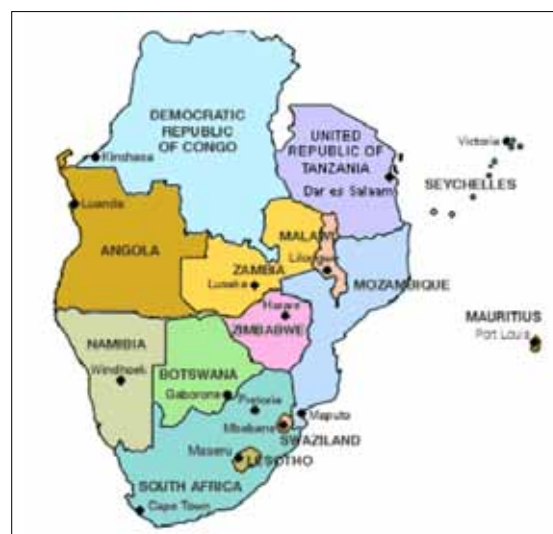 DEMOCRATIC
REPUBLIC
OF CONGO
Kinshasa
UNITED
REPUBLIC OF
TANZANIA
Dar es Salaam
Victoria
SEYCHELLES
Luanda
ANGOLA
MALAWI
Lilongwe
ZAMBIA
Lusaka
MOZAMBIQUE
Harare
ZIMBABWE
MAURITIUS
Port Louis
NAMIBIA
Windhoek
BOTSWANA
Gaborone
Pretoria
Mbabane
Maputo
SWAZILAND
Maseru
LESOTHO
SOUTH AFRICA
Cape Town